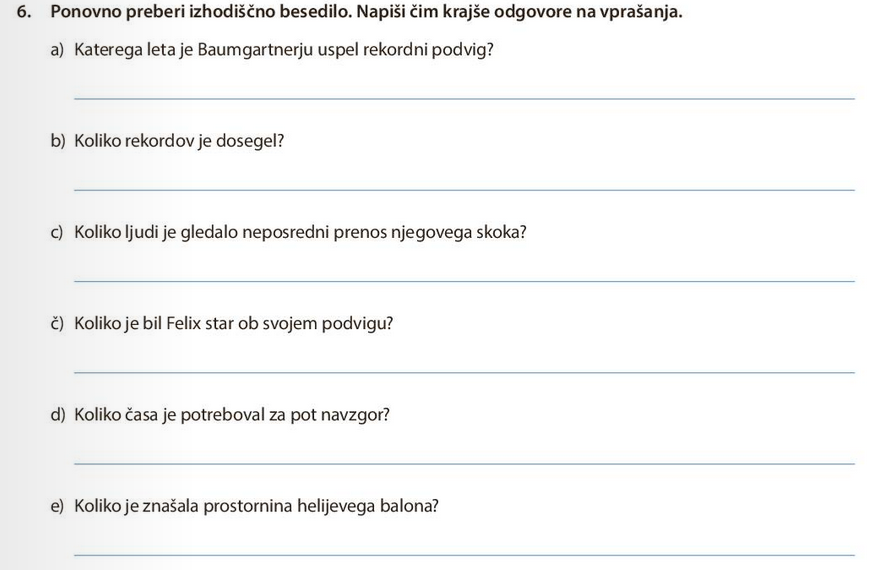 6. Ponovno preberi izhodiščno besedilo. Napiši čim krajše odgovore na vprašanja.
a) Katerega leta je Baumgartnerju uspel rekordni podvig?
b) Koliko rekordov je dosegel?
c) Koliko ljudi je gledalo neposredni prenos njegovega skoka?
č) Koliko je bil Felix star ob svojem podvigu?
d) Koliko časa je potreboval za pot navzgor?
e) Koliko je znašala prostornina helijevega balona?